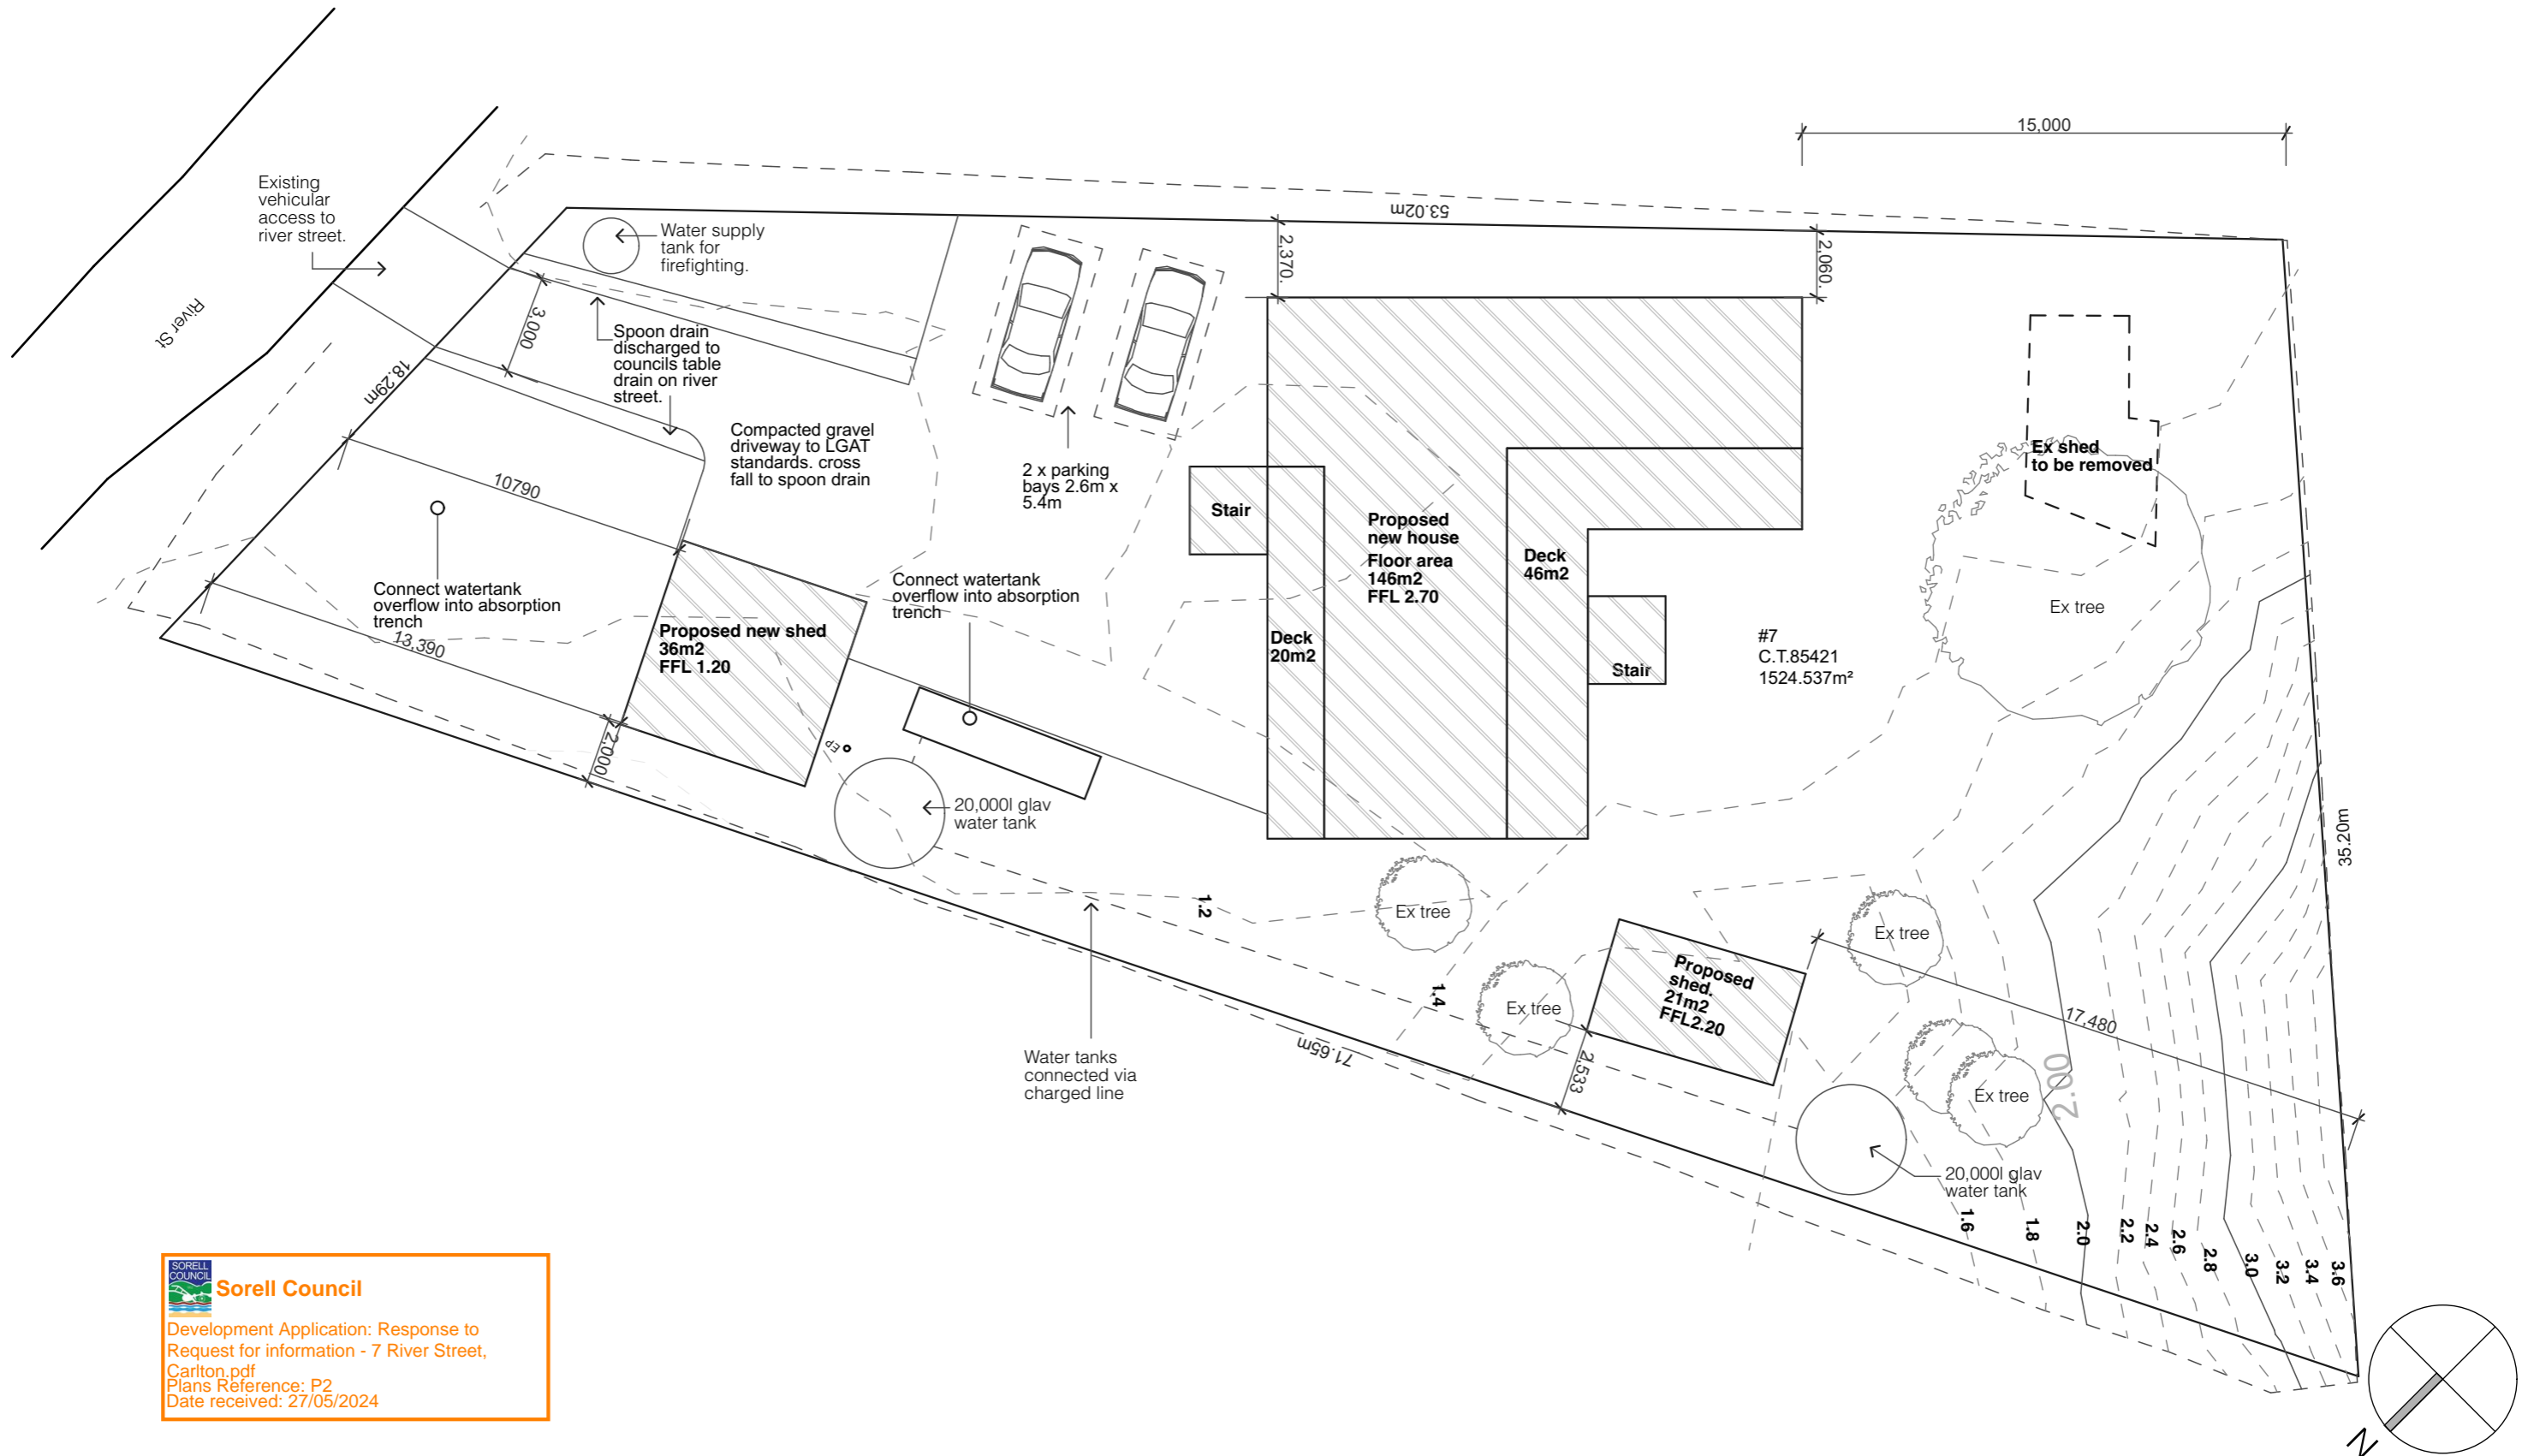 15,000
53.02m
Existing
vehicular
access to
river street.
Water supply
tank for
firefighting.
2,370.
2,060.
River St
3,000
Spoon drain
discharged to
councils table
drain on river
street.
18.29m
Compacted gravel
driveway to LGAT
standards. cross
fall to spoon drain
2 x parking
bays 2.6m x
5.4m
10790
Stair
Proposed
new house
Floor area
146m2
FFL 2.70
Deck
46m2
Ex shed
to be removed
Ex tree
Connect watertank
overflow into absorption
trench
Connect watertank
overflow into absorption
trench
13,390
Proposed new shed
36m2
FFL 1.20
Deck
20m2
Stair
#7
C.T.85421
1524.537m²
2,000
EP
20,000l glav
water tank
35.20m
1.2
Ex tree
Ex tree
1.4
Ex tree
Proposed
shed.
21m2
FFL2.20
17,480
71.65m
2,533
Water tanks
connected via
charged line
Ex tree
2.00
20,000l glav
water tank
1.6
1.8
2.0
2.2
2.4
2.6
2.8
3.0
3.2
3.4
3.6
SORELL
COUNCIL
Sorell Council
Development Application: Response to
Request for information - 7 River Street,
Carlton.pdf
Plans Reference: P2
Date received: 27/05/2024
N